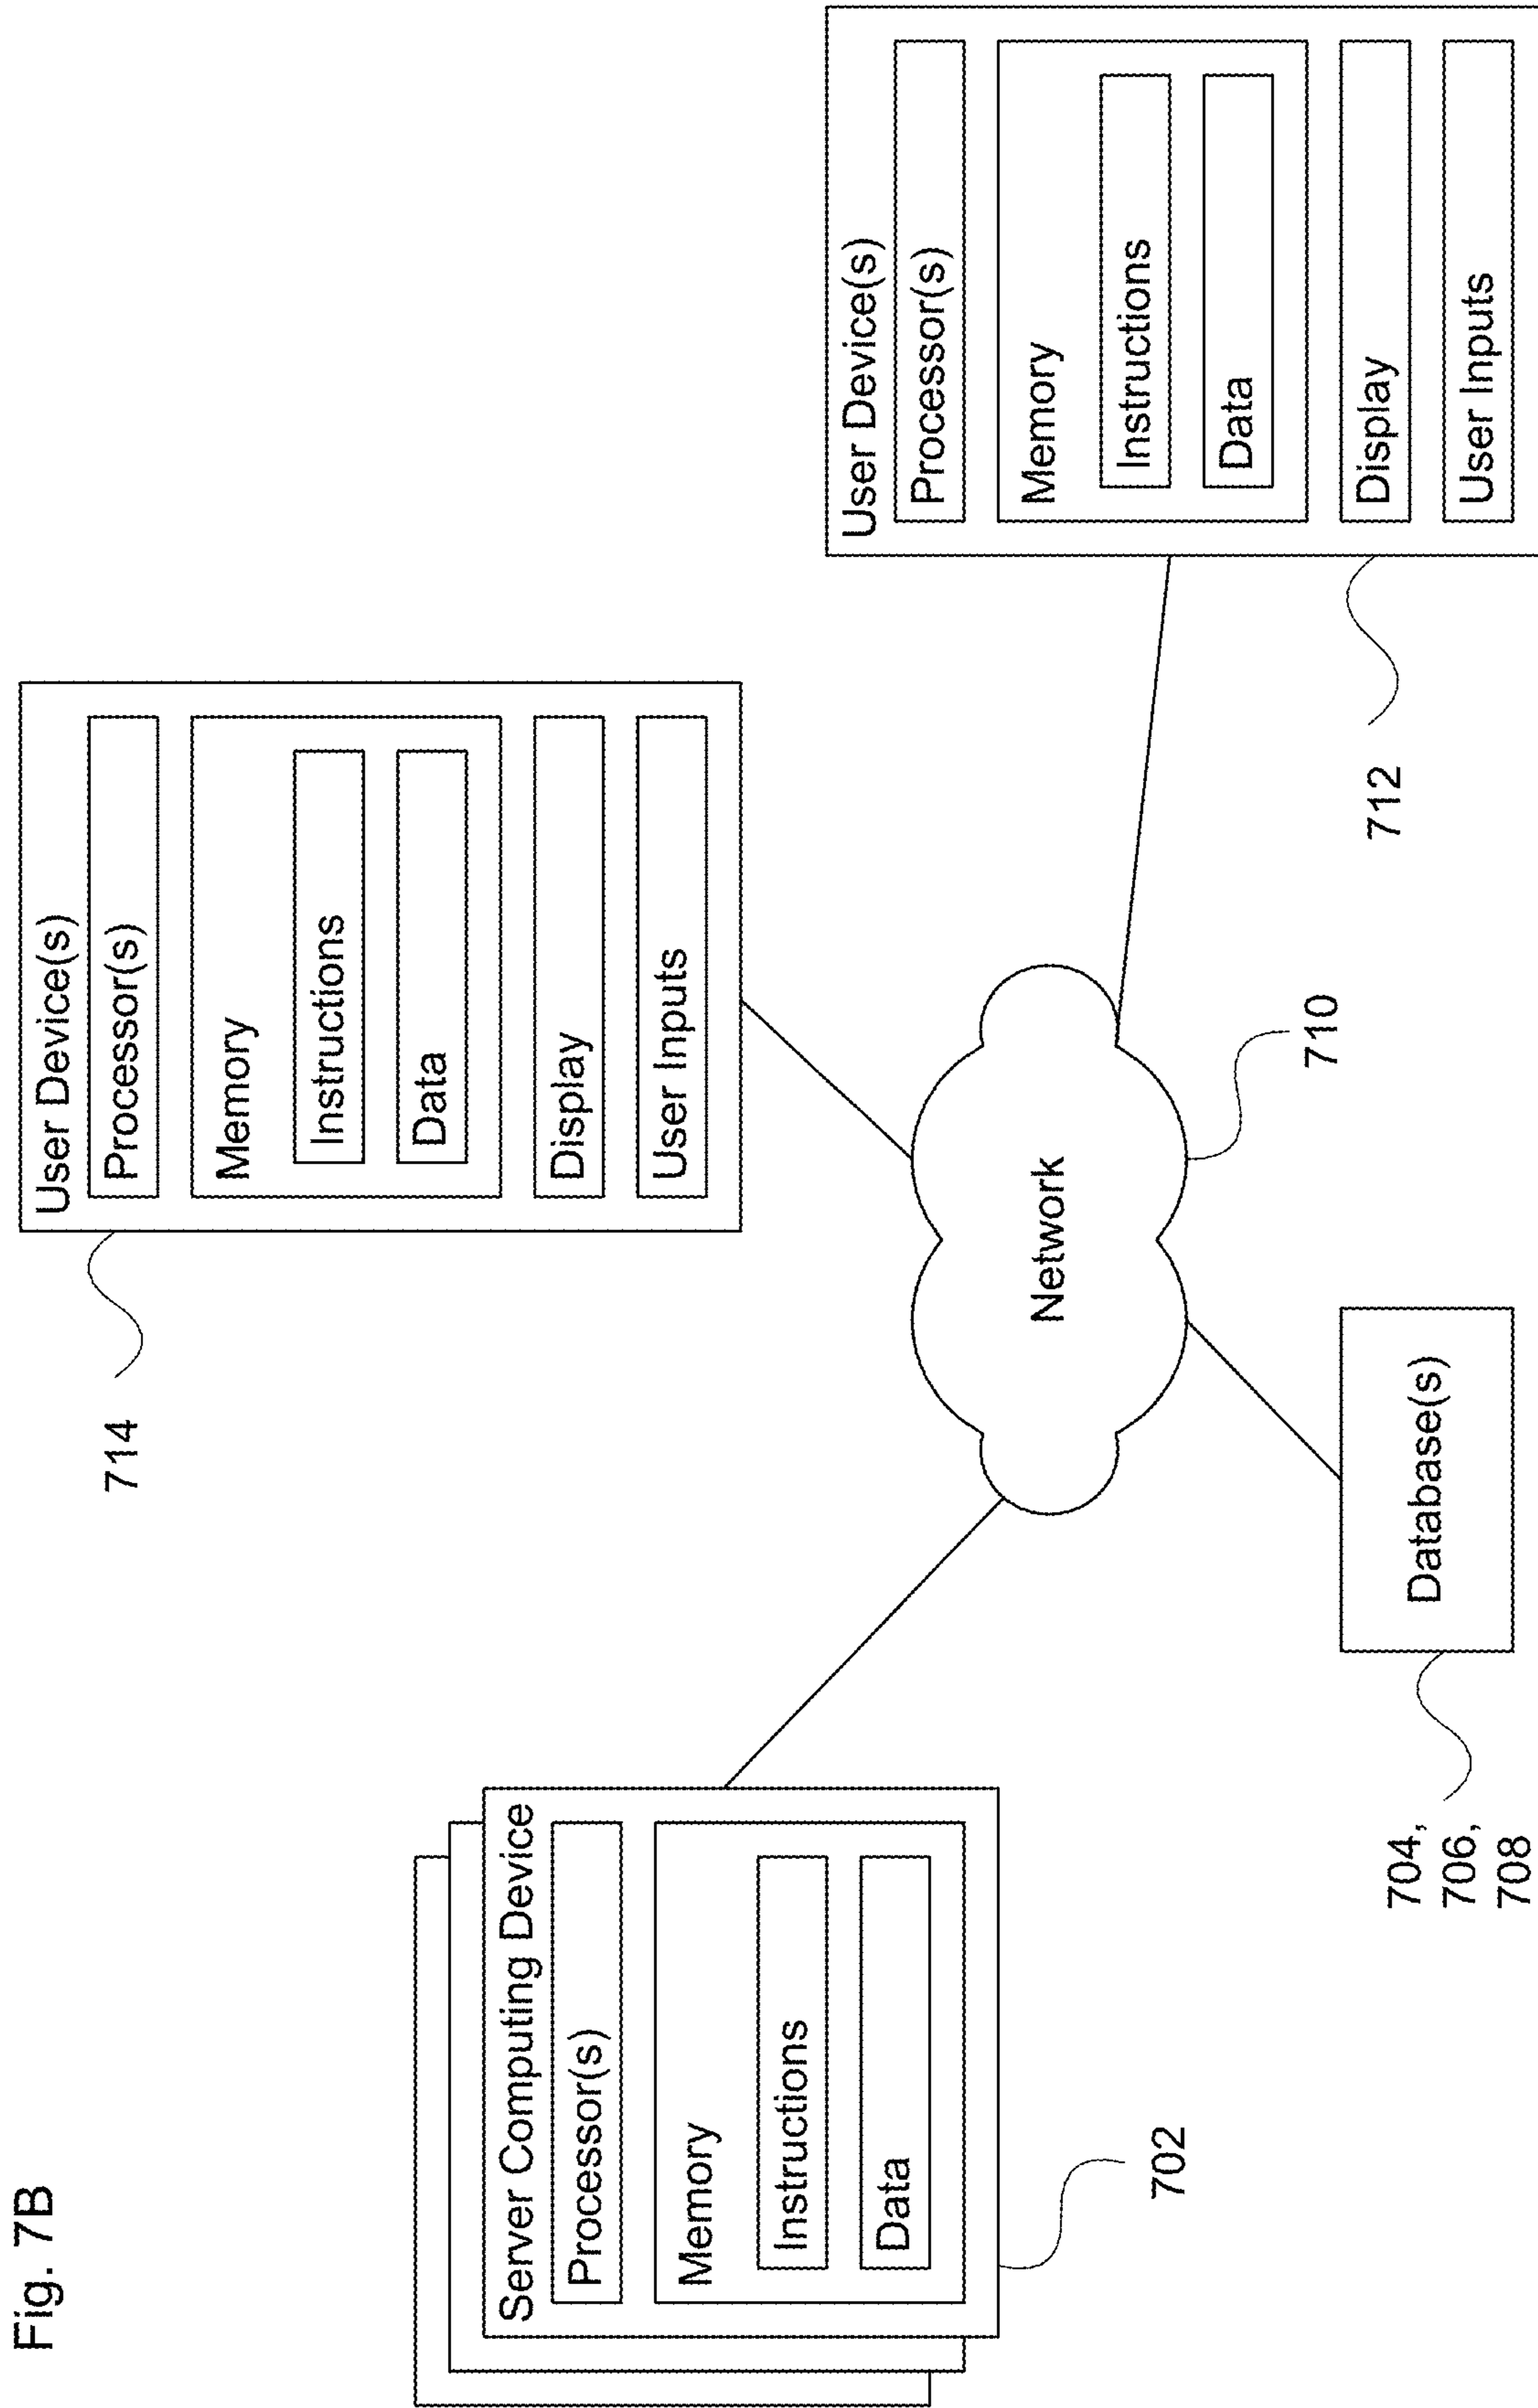 Fig. 7B
714
User Device(s)
Processor(s)
Memory
Instructions
Data
Display
User Inputs
Server Computing Device
Processor(s)
Memory
Instructions
Data
702
Network
710
Database(s)
704,
706,
708
User Device(s)
Processor(s)
Memory
Instructions
Data
Display
User Inputs
712